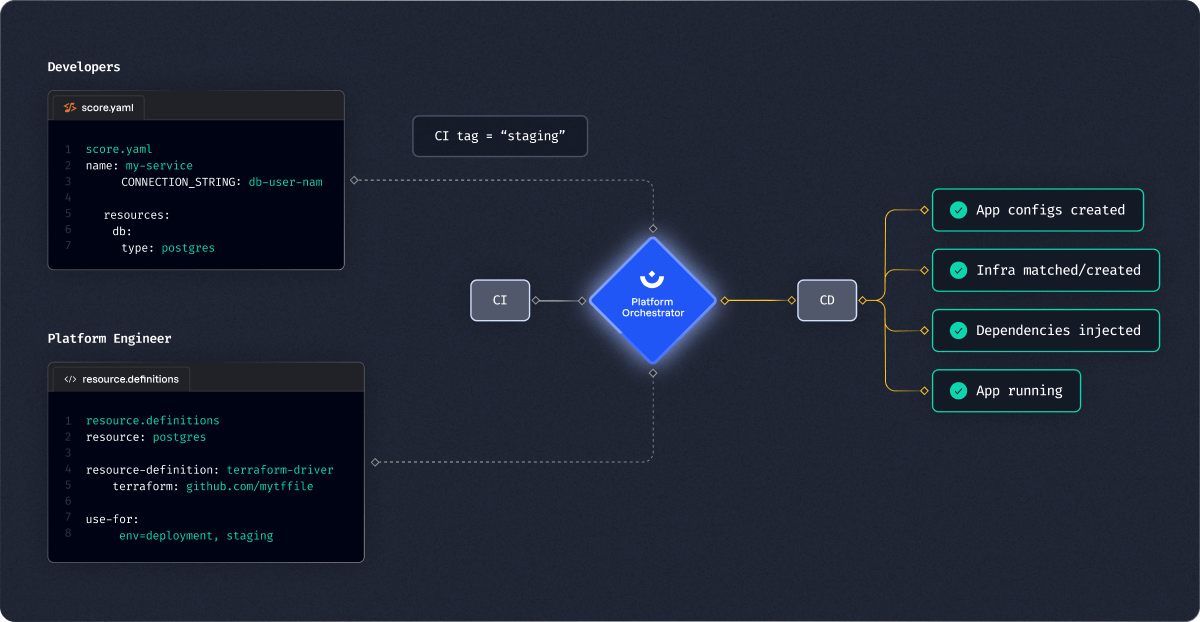 Developers
score.yaml
1 score.yaml
2 name: my-service
3 CONNECTION_STRING: db-user-nam
4
5 resources:
6 db:
7 type: postgres
CI tag = “staging”
CI
Platform
Orchestrator
CD
App configs created
Infra matched/created
Dependencies injected
App running
Platform Engineer
</> resource.definitions
1 resource.definitions
2 resource: postgres
3
4 resource-definition: terraform-driver
5 terraform: github.com/mytffile
6
7 use-for:
8 env=deployment, staging